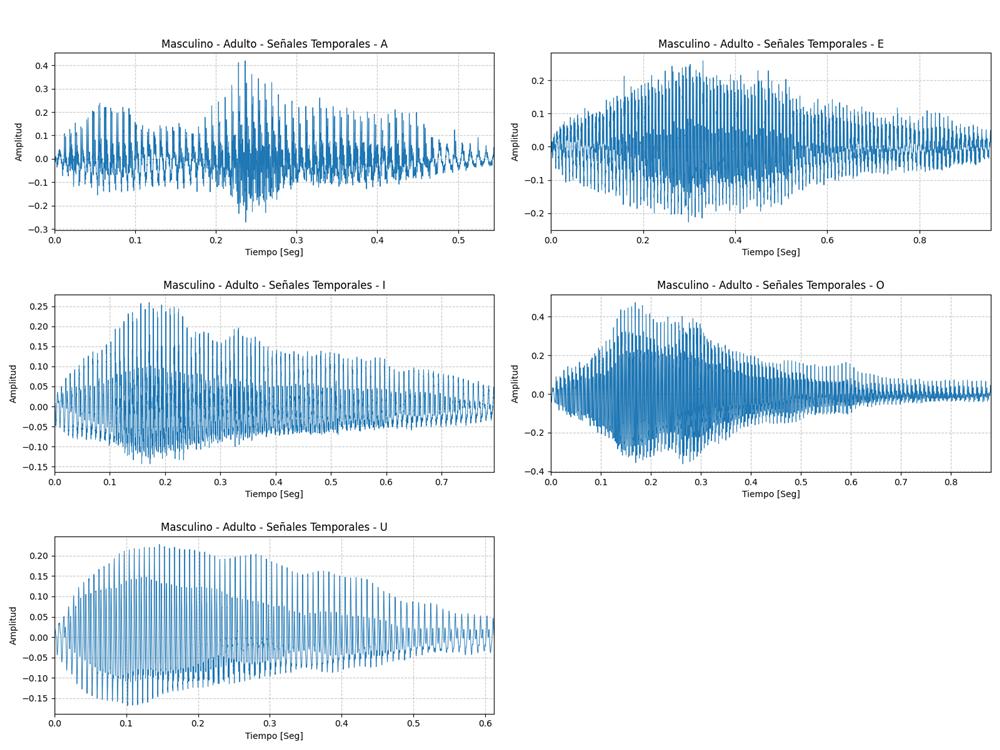 Masculino - Adulto - Señales Temporales - A
Amplitud
0.4
0.3
0.2
0.1
0.0
−0.1
−0.2
−0.3
0.0 0.1 0.2 0.3 0.4 0.5
Tiempo [Seg]
Masculino - Adulto - Señales Temporales - E
Amplitud
0.2
0.1
0.0
−0.1
−0.2
0.0 0.2 0.4 0.6 0.8
Tiempo [Seg]
Masculino - Adulto - Señales Temporales - I
Amplitud
0.25
0.20
0.15
0.10
0.05
0.00
−0.05
−0.10
−0.15
0.0 0.1 0.2 0.3 0.4 0.5 0.6 0.7
Tiempo [Seg]
Masculino - Adulto - Señales Temporales - O
Amplitud
0.4
0.2
0.0
−0.2
−0.4
0.0 0.1 0.2 0.3 0.4 0.5 0.6 0.7 0.8
Tiempo [Seg]
Masculino - Adulto - Señales Temporales - U
Amplitud
0.20
0.15
0.10
0.05
0.00
−0.05
−0.10
−0.15
0.0 0.1 0.2 0.3 0.4 0.5 0.6
Tiempo [Seg]